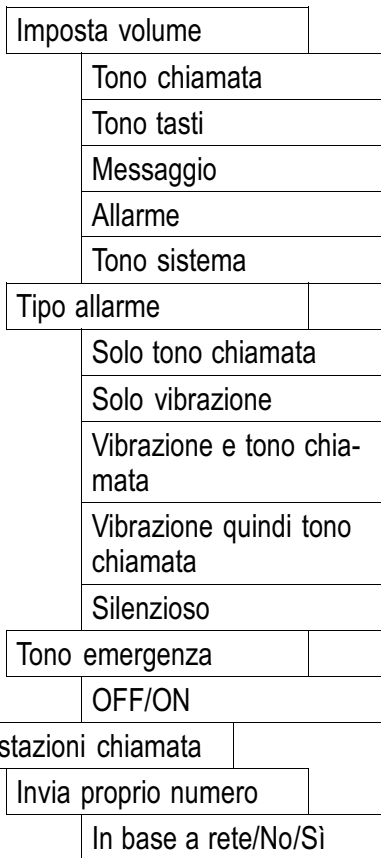 Imposta volume
Tono chiamata
Tono tasti
Messaggio
Allarme
Tono sistema
Tipo allarme
Solo tono chiamata
Solo vibrazione
Vibrazione e tono chia-
mata
Vibrazione quindi tono
chiamata
Silenzioso
Tono emergenza
OFF/ON
stazioni chiamata
Invia proprio numero
In base a rete/No/Sì